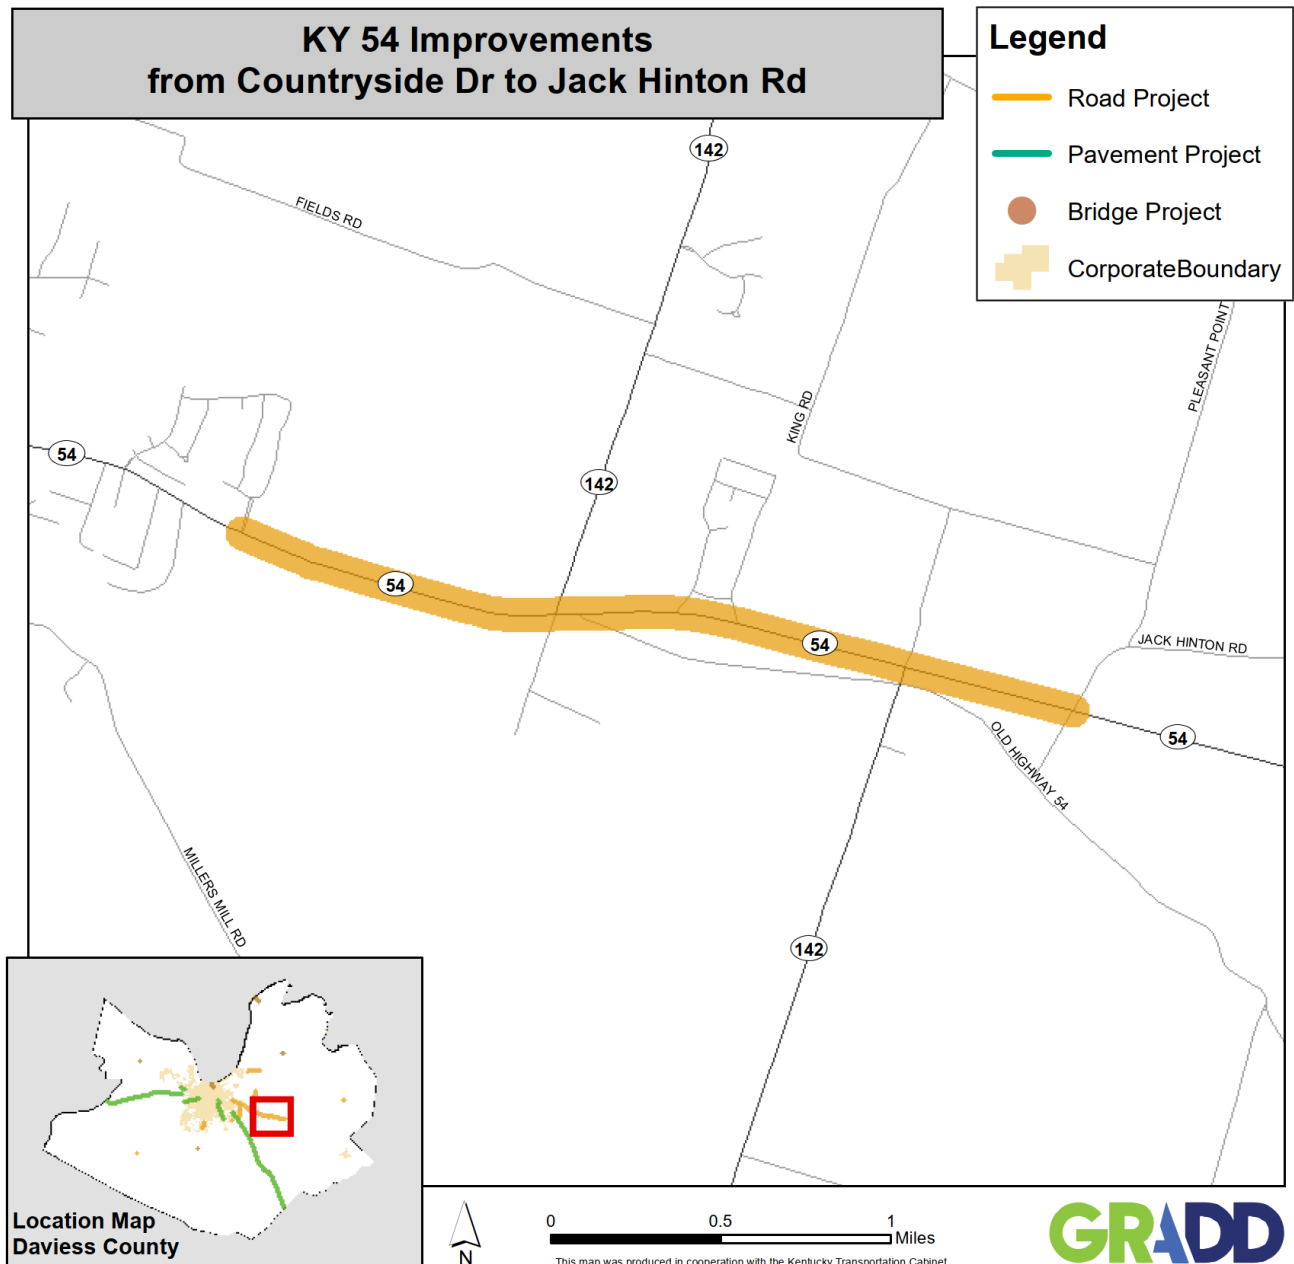 KY 54 Improvements
from Countryside Dr to Jack Hinton Rd
Legend
Road Project
Pavement Project
Bridge Project
CorporateBoundary
142
FIELDS RD
PLEASANT POINT
KING RD
54
142
54
54
JACK HINTON RD
54
OLD HIGHWAY 54
MILLERS MILL RD
142
Location Map
Daviess County
N
0 0.5 1
Miles
This map was produced in cooperation with the Kentucky Transportation Cabinet
GRADD